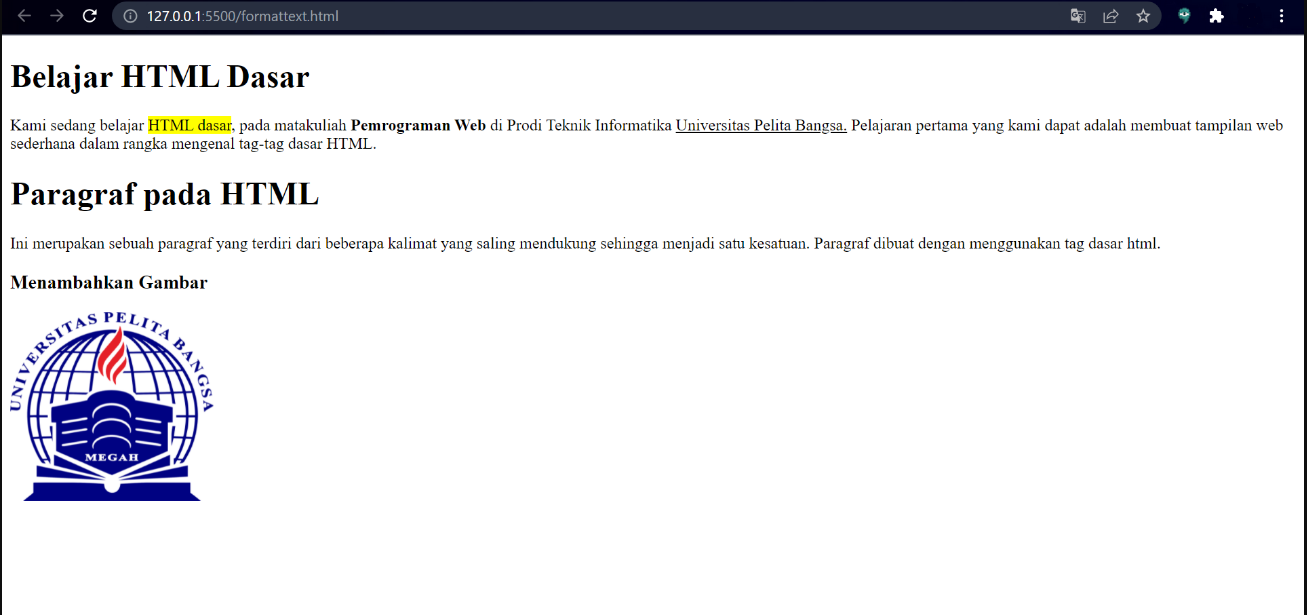 127.0.0.1:5500/formattext.html
Belajar HTML Dasar
Kami sedang belajar HTML dasar, pada matakuliah Pemrograman Web di Prodi Teknik Informatika Universitas Pelita Bangsa. Pelajaran pertama yang kami dapat adalah membuat tampilan web
sederhana dalam rangka mengenal tag-tag dasar HTML.
Paragraf pada HTML
Ini merupakan sebuah paragraf yang terdiri dari beberapa kalimat yang saling mendukung sehingga menjadi satu kesatuan. Paragraf dibuat dengan menggunakan tag dasar html.
Menambahkan Gambar
UNIVERSITAS PELITA BANGSA
MEGAH